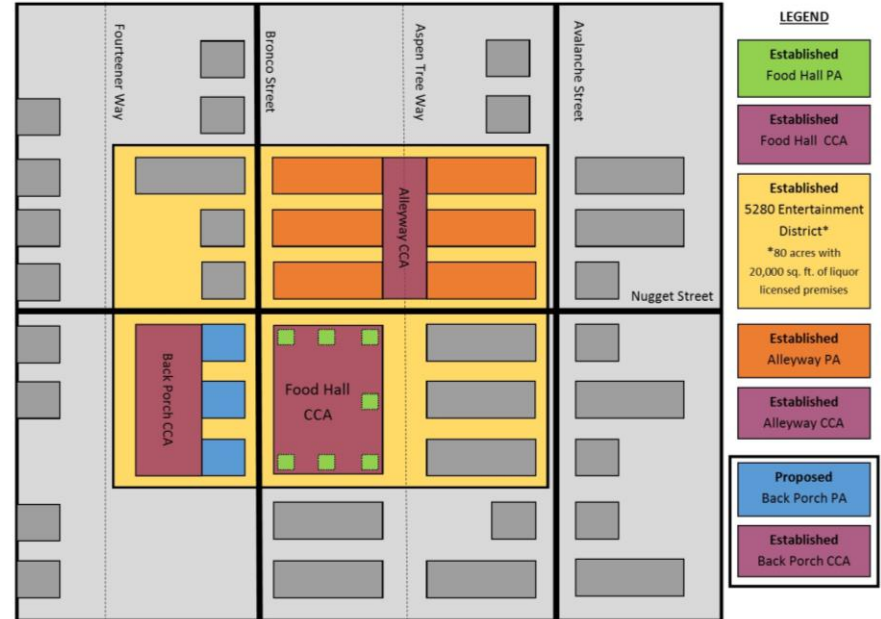 Fourteener Way
Bronco Street
Aspen Tree Way
Avalanche Street
Alleyway CCA
Nugget Street
Back Porch CCA
Food Hall
CCA
LEGEND
Established
Food Hall PA
Established
Food Hall CCA
Established
5280 Entertainment
District*
*80 acres with
20,000 sq. ft. of liquor
licensed premises
Established
Alleyway PA
Established
Alleyway CCA
Proposed
Back Porch PA
Established
Back Porch CCA